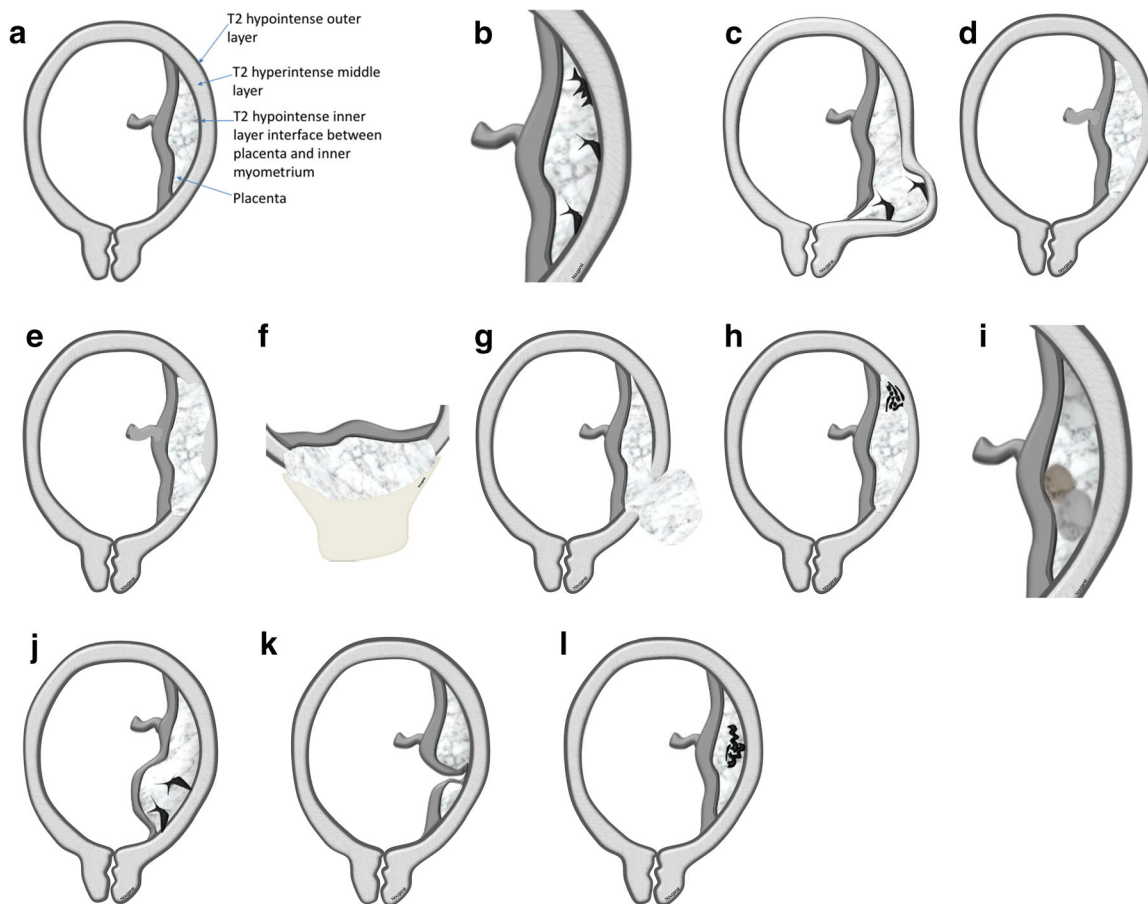 a
T2 hypointense outer
layer
T2 hyperintense middle
layer
T2 hypointense inner
layer interface between
placenta and inner
myometrium
Placenta
b
c
d
e
f
g
h
i
j
k
l